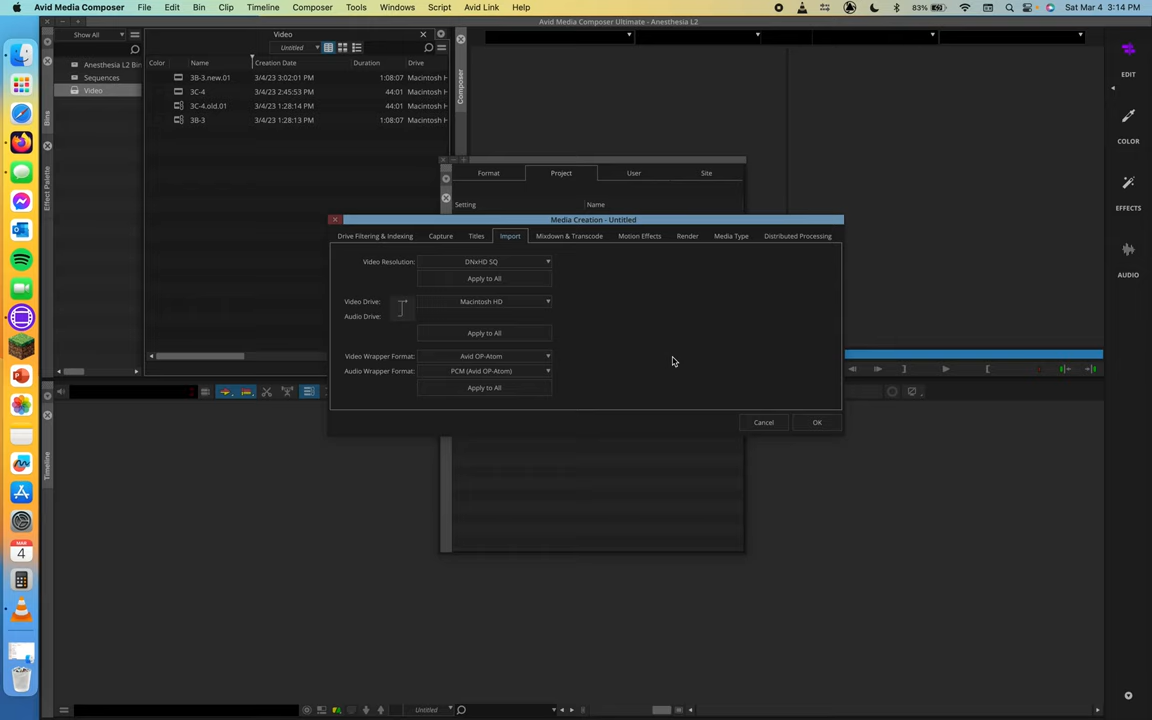 Avid Media Composer File Edit Bin Clip Timeline Composer Tools Windows Script Avid Link Help 83% Sat Mar 4 3:14 PM
Avid Media Composer Ultimate - Anesthesia L2
Show All
Video
Untitled
Color Name Creation Date Duration Drive
Anesthesia L2 Bin
Sequences
Video
3B-3.new.01 3/4/23 3:02:01 PM 1:08:07 Macintosh H
3C-4 3/4/23 2:45:53 PM 44:01 Macintosh H
3C-4.old.01 3/4/23 1:28:14 PM 44:01 Macintosh H
3B-3 3/4/23 1:28:13 PM 1:08:07 Macintosh H
Bins
Effect Palette
Composer
EDIT
COLOR
EFFECTS
AUDIO
Format Project User Site
Setting Name
Media Creation - Untitled
Drive Filtering & Indexing Capture Titles Import Mixdown & Transcode Motion Effects Render Media Type Distributed Processing
Video Resolution: DNxHD SQ
Apply to All
Video Drive: Macintosh HD
Audio Drive:
Apply to All
Video Wrapper Format: Avid OP-Atom
Audio Wrapper Format: PCM (Avid OP-Atom)
Apply to All
Cancel OK
Timeline
MAR
4
Untitled